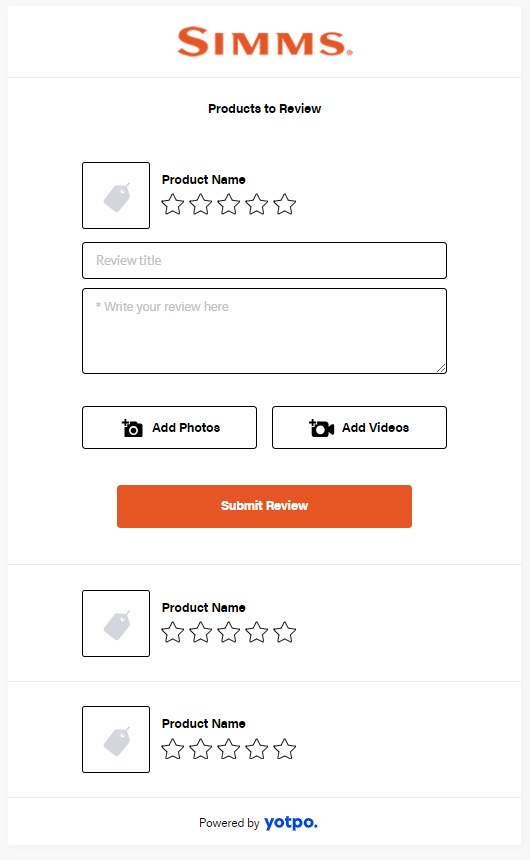 SIMMS.
Products to Review
Product Name
Review title
* Write your review here
Add Photos
Add Videos
Submit Review
Product Name
Product Name
Powered by yotpo.